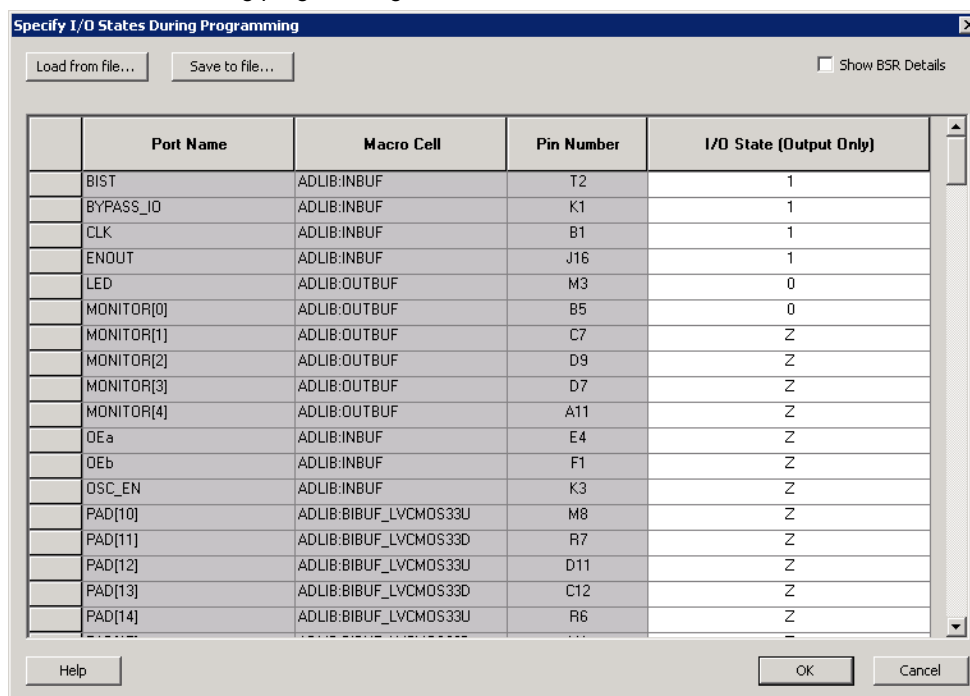 Specify I/O States During Programming
Load from file... Save to file... Show BSR Details
Port Name Macro Cell Pin Number I/O State (Output Only)
BIST ADLIB:INBUF T2 1
BYPASS_IO ADLIB:INBUF K1 1
CLK ADLIB:INBUF B1 1
ENOUT ADLIB:INBUF J16 1
LED ADLIB:OUTBUF M3 0
MONITOR[0] ADLIB:OUTBUF B5 0
MONITOR[1] ADLIB:OUTBUF C7 Z
MONITOR[2] ADLIB:OUTBUF D9 Z
MONITOR[3] ADLIB:OUTBUF D7 Z
MONITOR[4] ADLIB:OUTBUF A11 Z
OEa ADLIB:INBUF E4 Z
OEb ADLIB:INBUF F1 Z
OSC_EN ADLIB:INBUF K3 Z
PAD[10] ADLIB:BIBUF_LVCMOS33U M8 Z
PAD[11] ADLIB:BIBUF_LVCMOS33D R7 Z
PAD[12] ADLIB:BIBUF_LVCMOS33U D11 Z
PAD[13] ADLIB:BIBUF_LVCMOS33D C12 Z
PAD[14] ADLIB:BIBUF_LVCMOS33U R6 Z
Help OK Cancel